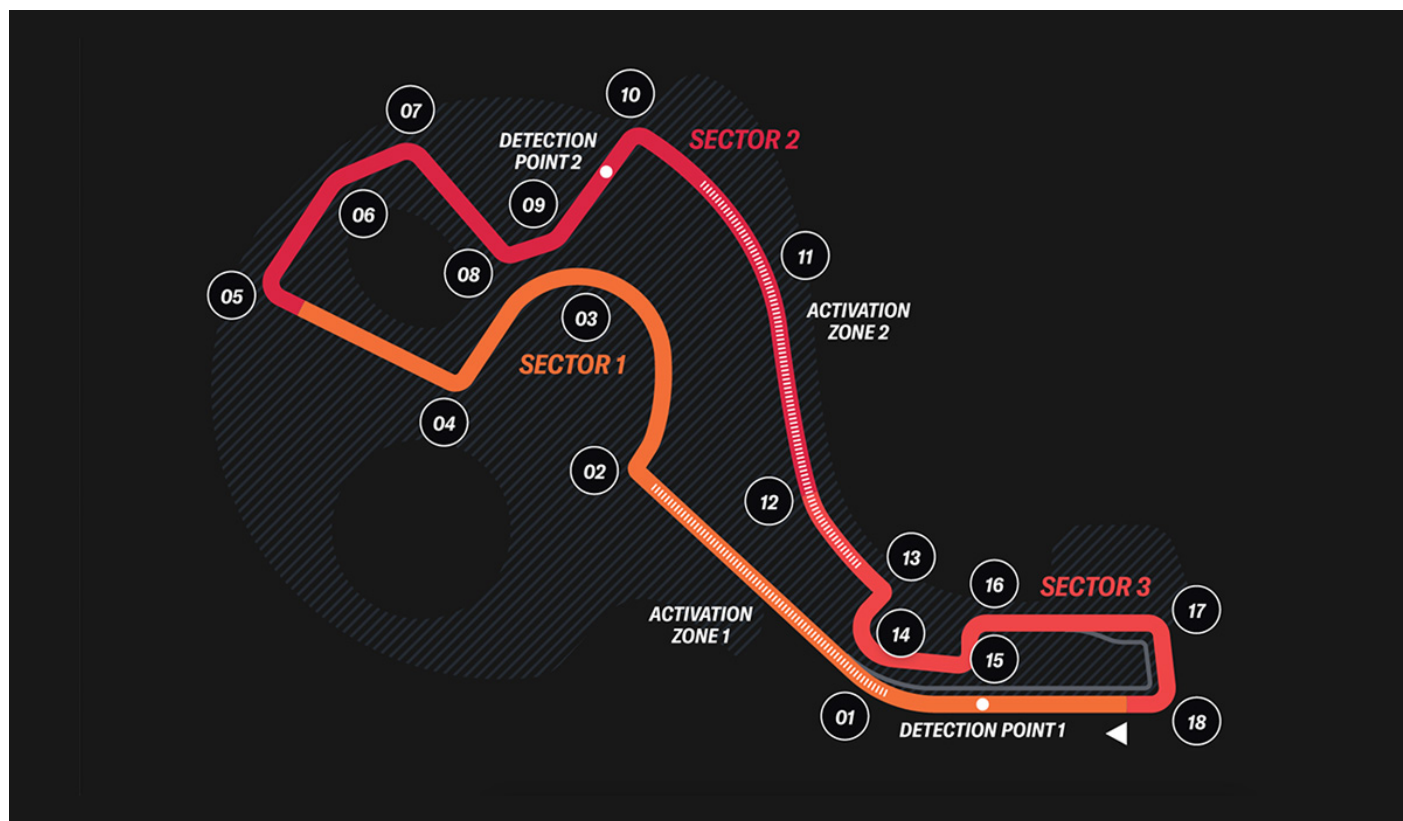 10
07
DETECTION
POINT 2
SECTOR 2
09
06
11
08
05
03
ACTIVATION
ZONE 2
SECTOR 1
04
02
12
13
16
SECTOR 3
17
ACTIVATION
ZONE 1
14
15
01
18
DETECTION POINT 1